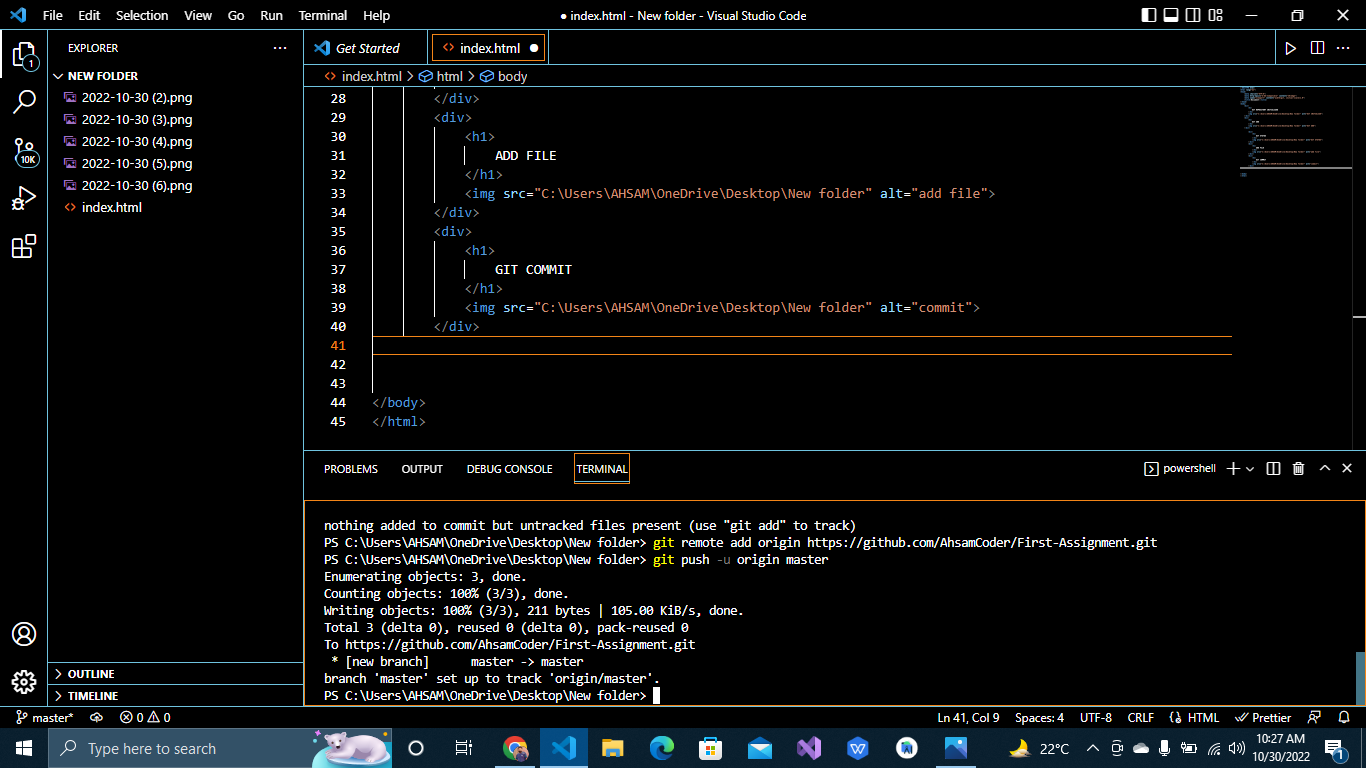 File Edit Selection View Go Run Terminal Help
● index.html - New folder - Visual Studio Code
EXPLORER
NEW FOLDER
2022-10-30 (2).png
2022-10-30 (3).png
2022-10-30 (4).png
2022-10-30 (5).png
2022-10-30 (6).png
index.html
1
10K
OUTLINE
TIMELINE
Get Started
index.html
index.html > html > body
28 </div>
29 <div>
30 <h1>
31 ADD FILE
32 </h1>
33 <img src="C:\Users\AHSAM\OneDrive\Desktop\New folder" alt="add file">
34 </div>
35 <div>
36 <h1>
37 GIT COMMIT
38 </h1>
39 <img src="C:\Users\AHSAM\OneDrive\Desktop\New folder" alt="commit">
40 </div>
41
42
43
44 </body>
45 </html>
PROBLEMS OUTPUT DEBUG CONSOLE TERMINAL
powershell
nothing added to commit but untracked files present (use "git add" to track)
PS C:\Users\AHSAM\OneDrive\Desktop\New folder> git remote add origin https://github.com/AhsamCoder/First-Assignment.git
PS C:\Users\AHSAM\OneDrive\Desktop\New folder> git push -u origin master
Enumerating objects: 3, done.
Counting objects: 100% (3/3), done.
Writing objects: 100% (3/3), 211 bytes | 105.00 KiB/s, done.
Total 3 (delta 0), reused 0 (delta 0), pack-reused 0
To https://github.com/AhsamCoder/First-Assignment.git
* [new branch] master -> master
branch 'master' set up to track 'origin/master'.
PS C:\Users\AHSAM\OneDrive\Desktop\New folder>
master* 0 0
Ln 41, Col 9 Spaces: 4 UTF-8 CRLF HTML Prettier
Type here to search
22°C
10:27 AM
10/30/2022
1